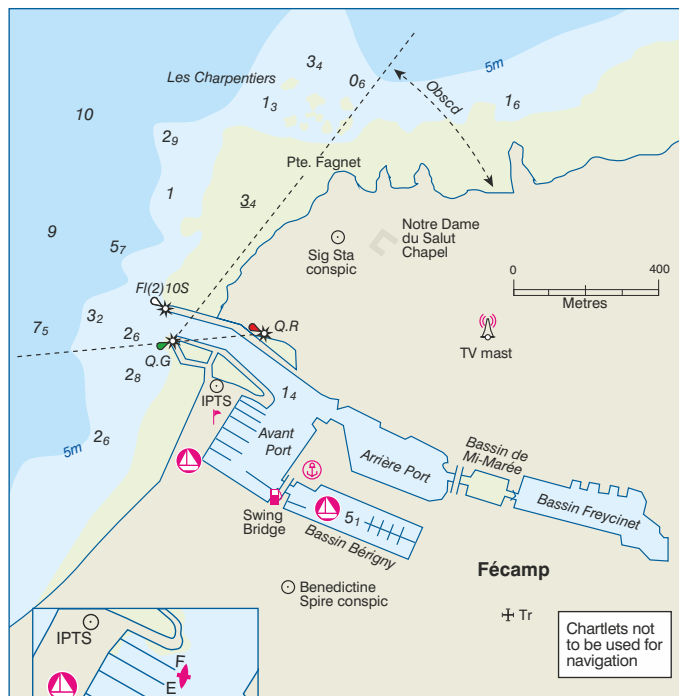 3₄
Les Charpentiers
0₆
5m
Obscd
1₃
1₆
10
2₉
Pte. Fagnet
1
3₄
Notre Dame
du Salut
Chapel
9
5₇
Sig Sta
conspic
0 400
Metres
Fl(2)10S
7₅
3₂
2₆
Q.R
Q.G
TV mast
2₈
IPTS
1₄
2₆
5m
Avant
Port
Arrière Port
Bassin de
Mi-Marée
Bassin Freycinet
Swing
Bridge
5₁
Bassin Bérigny
Fécamp
Benedictine
Spire conspic
Tr
IPTS
F
E
Chartlets not
to be used for
navigation